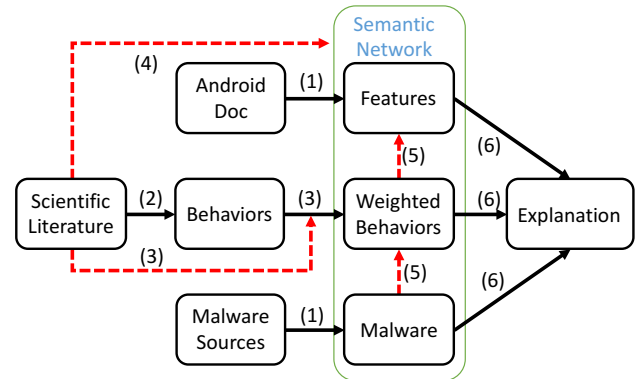 Semantic
Network
(4)
Android
Doc
(1)
Features
(5)
(6)
Scientific
Literature
(2)
Behaviors
(3)
Weighted
Behaviors
(6)
Explanation
(3)
(5)
(6)
Malware
Sources
(1)
Malware